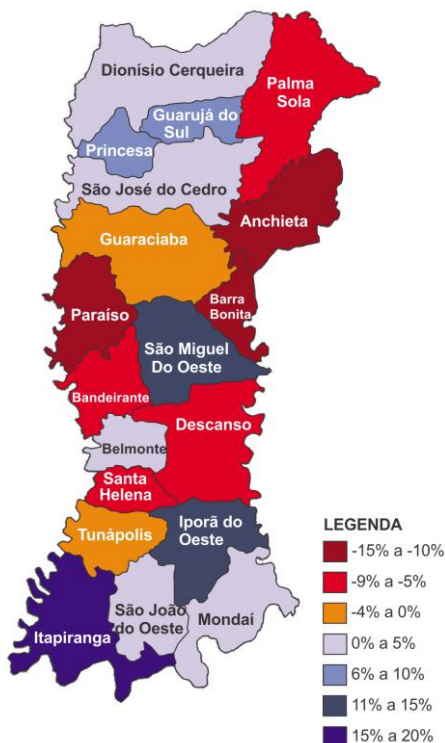 Dionísio Cerqueira
Palma
Sola
Guarujá do
Sul
Princesa
São José do Cedro
Anchieta
Guaraciaba
Barra
Bonita
Paraíso
São Miguel
Do Oeste
Bandeirante
Descanso
Belmonte
Santa
Helena
Tunápolis
Iporã do
Oeste
São João
do Oeste
Mondaí
Itapiranga
LEGENDA
-15% a -10%
-9% a -5%
-4% a 0%
0% a 5%
6% a 10%
11% a 15%
15% a 20%